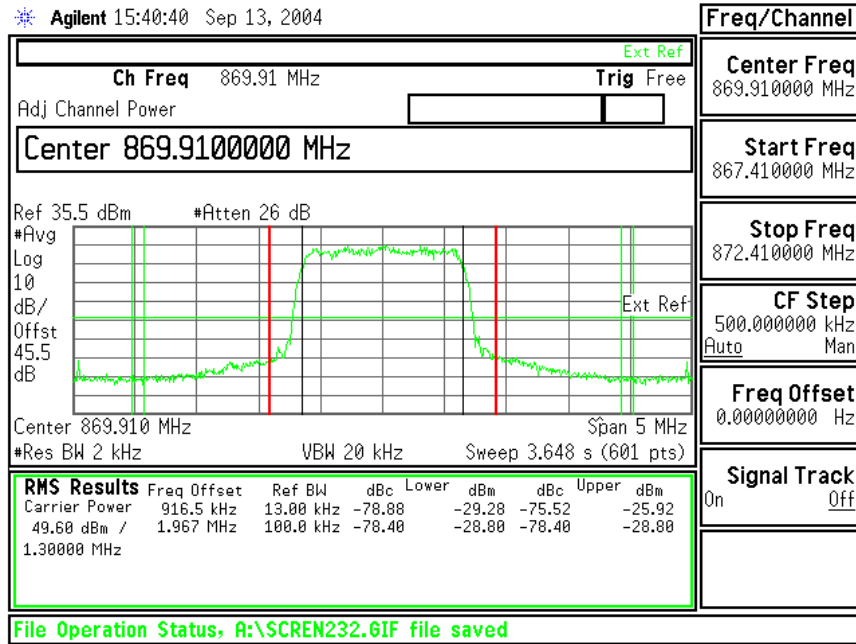 Agilent 15:40:40 Sep 13, 2004
Ext Ref
Ch Freq 869.91 MHz Trig Free
Adj Channel Power
Center 869.9100000 MHz
Ref 35.5 dBm #Atten 26 dB
#Avg
Log
10
dB/
Offst
45.5
dB
Ext Ref
Center 869.910 MHz Span 5 MHz
#Res BW 2 kHz VBW 20 kHz Sweep 3.648 s (601 pts)
RMS Results Freq Offset Ref BW dBc Lower dBm dBc Upper dBm
Carrier Power 916.5 kHz 13.00 kHz -78.88 -29.28 -75.52 -25.92
49.60 dBm / 1.967 MHz 100.0 kHz -78.40 -28.80 -78.40 -28.80
1.30000 MHz
File Operation Status, A:\SCREN232.GIF file saved
Freq/Channel
Center Freq
869.910000 MHz
Start Freq
867.410000 MHz
Stop Freq
872.410000 MHz
CF Step
500.000000 kHz
Auto Man
Freq Offset
0.00000000 Hz
Signal Track
On Off